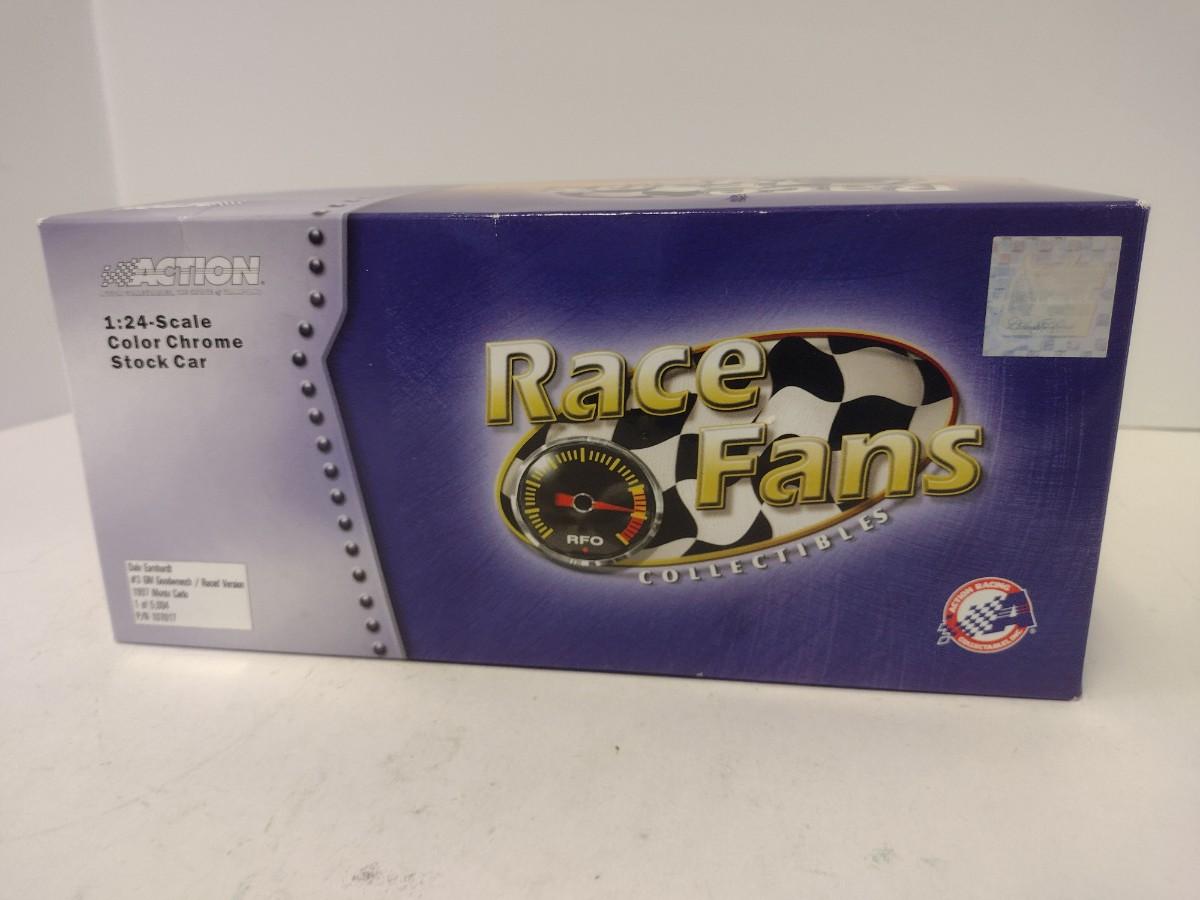 ACTION
1:24-Scale
Color Chrome
Stock Car
Race
Fans
COLLECTIBLES
RFO
Dale Earnhardt
#3 GM Goodwrench / Raced Version
1997 Monte Carlo
1 of 5,004
P/N 107017
ACTION RACING
COLLECTABLES, INC.